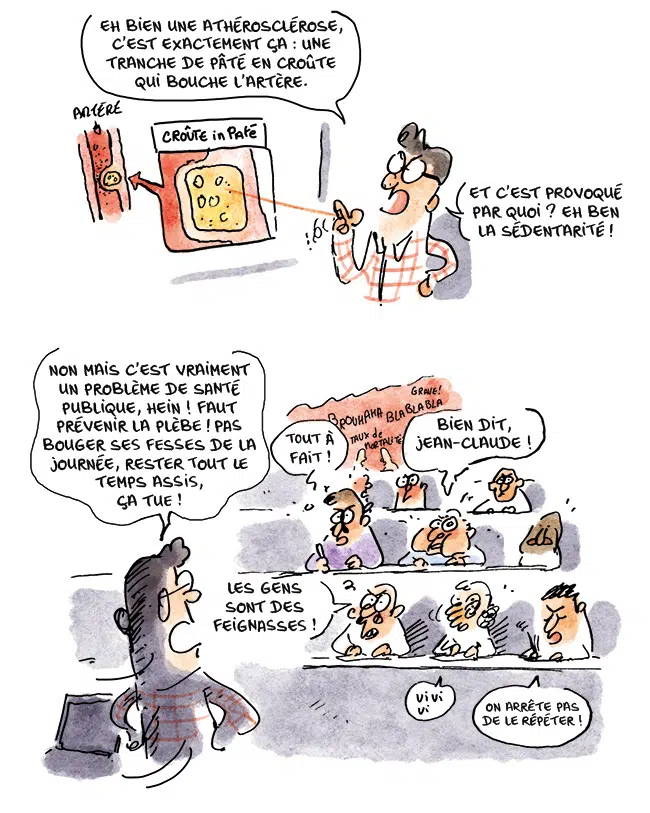 EH BIEN UNE ATHÉROSCLÉROSE,
C'EST EXACTEMENT ÇA : UNE
TRANCHE DE PÂTÉ EN CROÛTE
QUI BOUCHE L'ARTÈRE.
ARTÉRE
CROÛTE in PaTé
ET C'EST PROVOQUÉ
PAR QUOI ? EH BEN
LA SÉDENTARITÉ !
NON MAIS C'EST VRAIMENT
UN PROBLÈME DE SANTÉ
PUBLIQUE, HEIN ! FAUT
PRÉVENIR LA PLÈBE ! PAS
BOUGER SES FESSES DE LA
JOURNÉE, RESTER TOUT LE
TEMPS ASSIS,
ÇA TUE !
GRAVE!
BROUHAHA BLA BLA BLA
TAUX de
MORTALITÉ
TOUT À
FAIT !
BIEN DIT,
JEAN-CLAUDE !
LES GENS
SONT DES
FEIGNASSES !
Vi Vi
Vi
ON ARRÊTE PAS
DE LE RÉPÉTER !